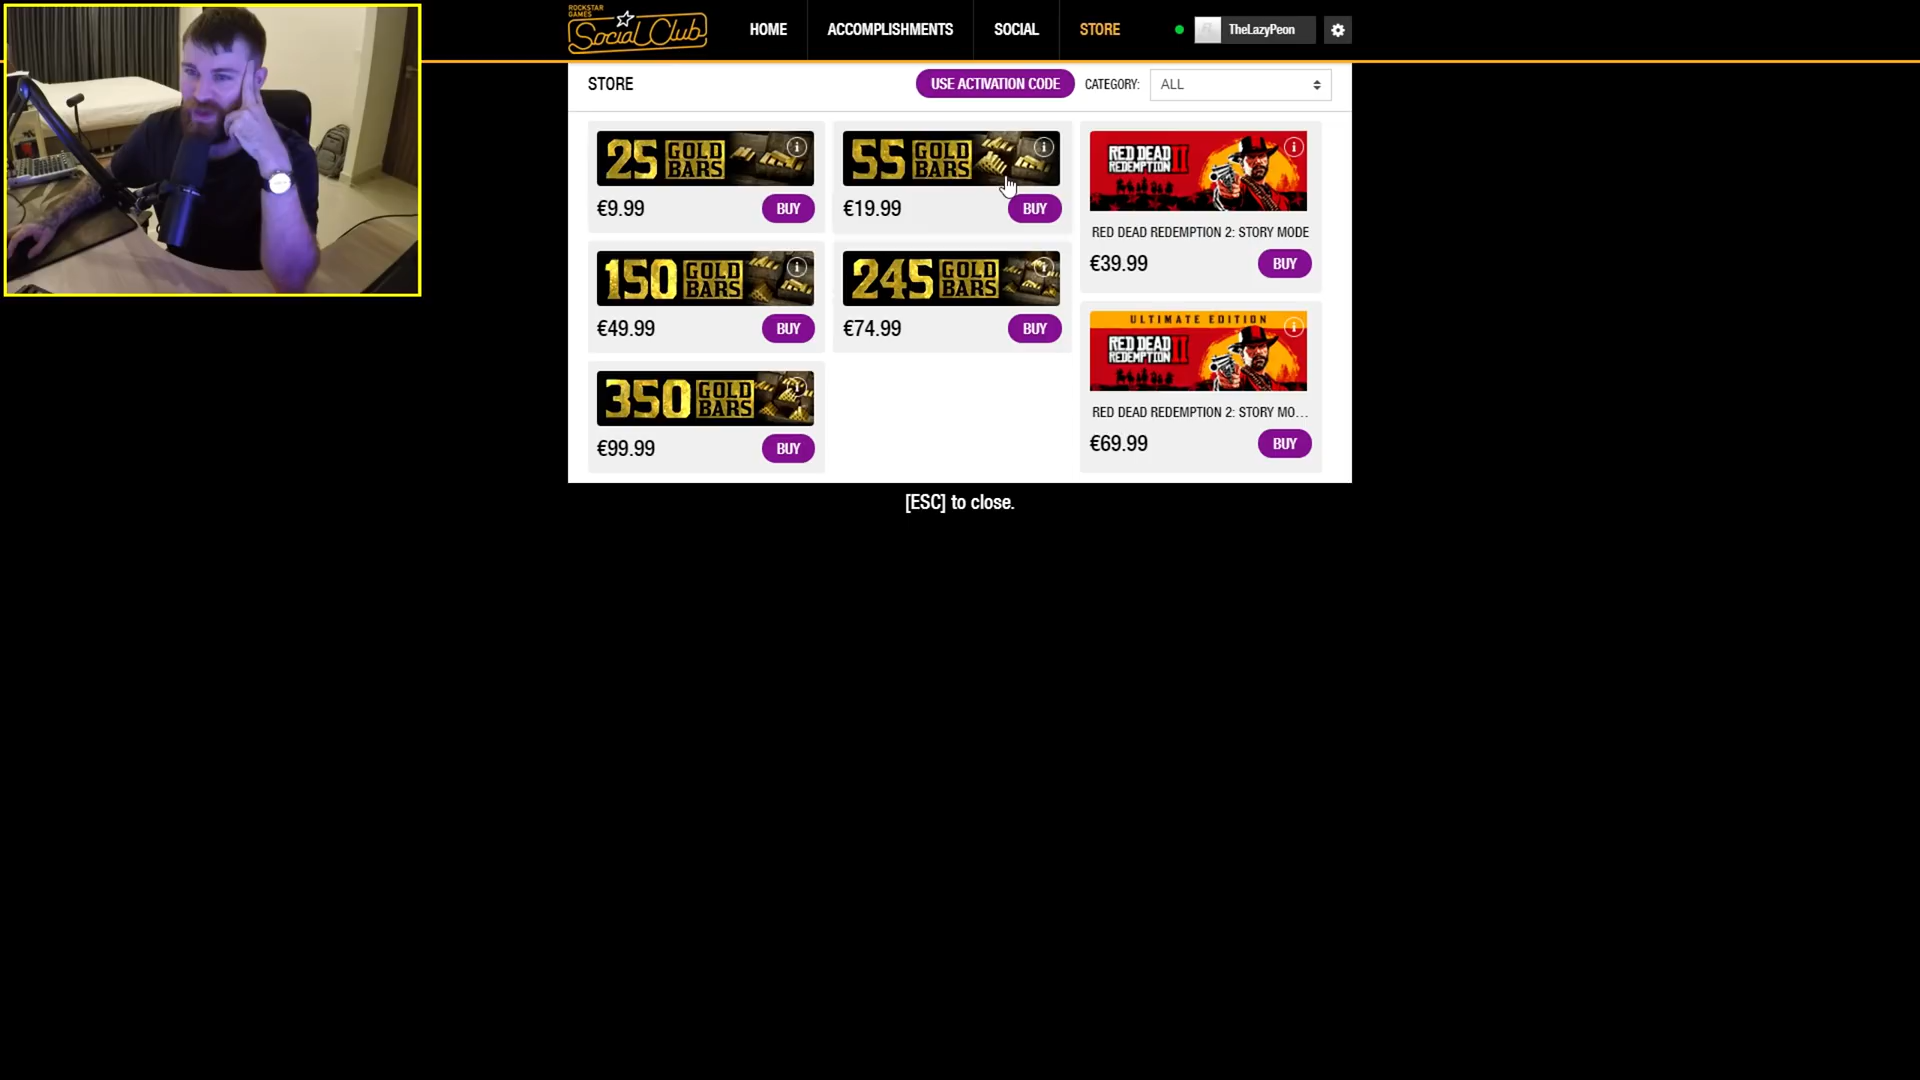 ROCKSTAR
GAMES
Social Club
HOME
ACCOMPLISHMENTS
SOCIAL
STORE
TheLazyPeon
STORE
USE ACTIVATION CODE
CATEGORY:
ALL
25 GOLD BARS
€9.99
BUY
55 GOLD BARS
€19.99
BUY
RED DEAD
REDEMPTION II
RED DEAD REDEMPTION 2: STORY MODE
€39.99
BUY
150 GOLD BARS
€49.99
BUY
245 GOLD BARS
€74.99
BUY
ULTIMATE EDITION
RED DEAD
REDEMPTION II
RED DEAD REDEMPTION 2: STORY MO...
€69.99
BUY
350 GOLD BARS
€99.99
BUY
[ESC] to close.